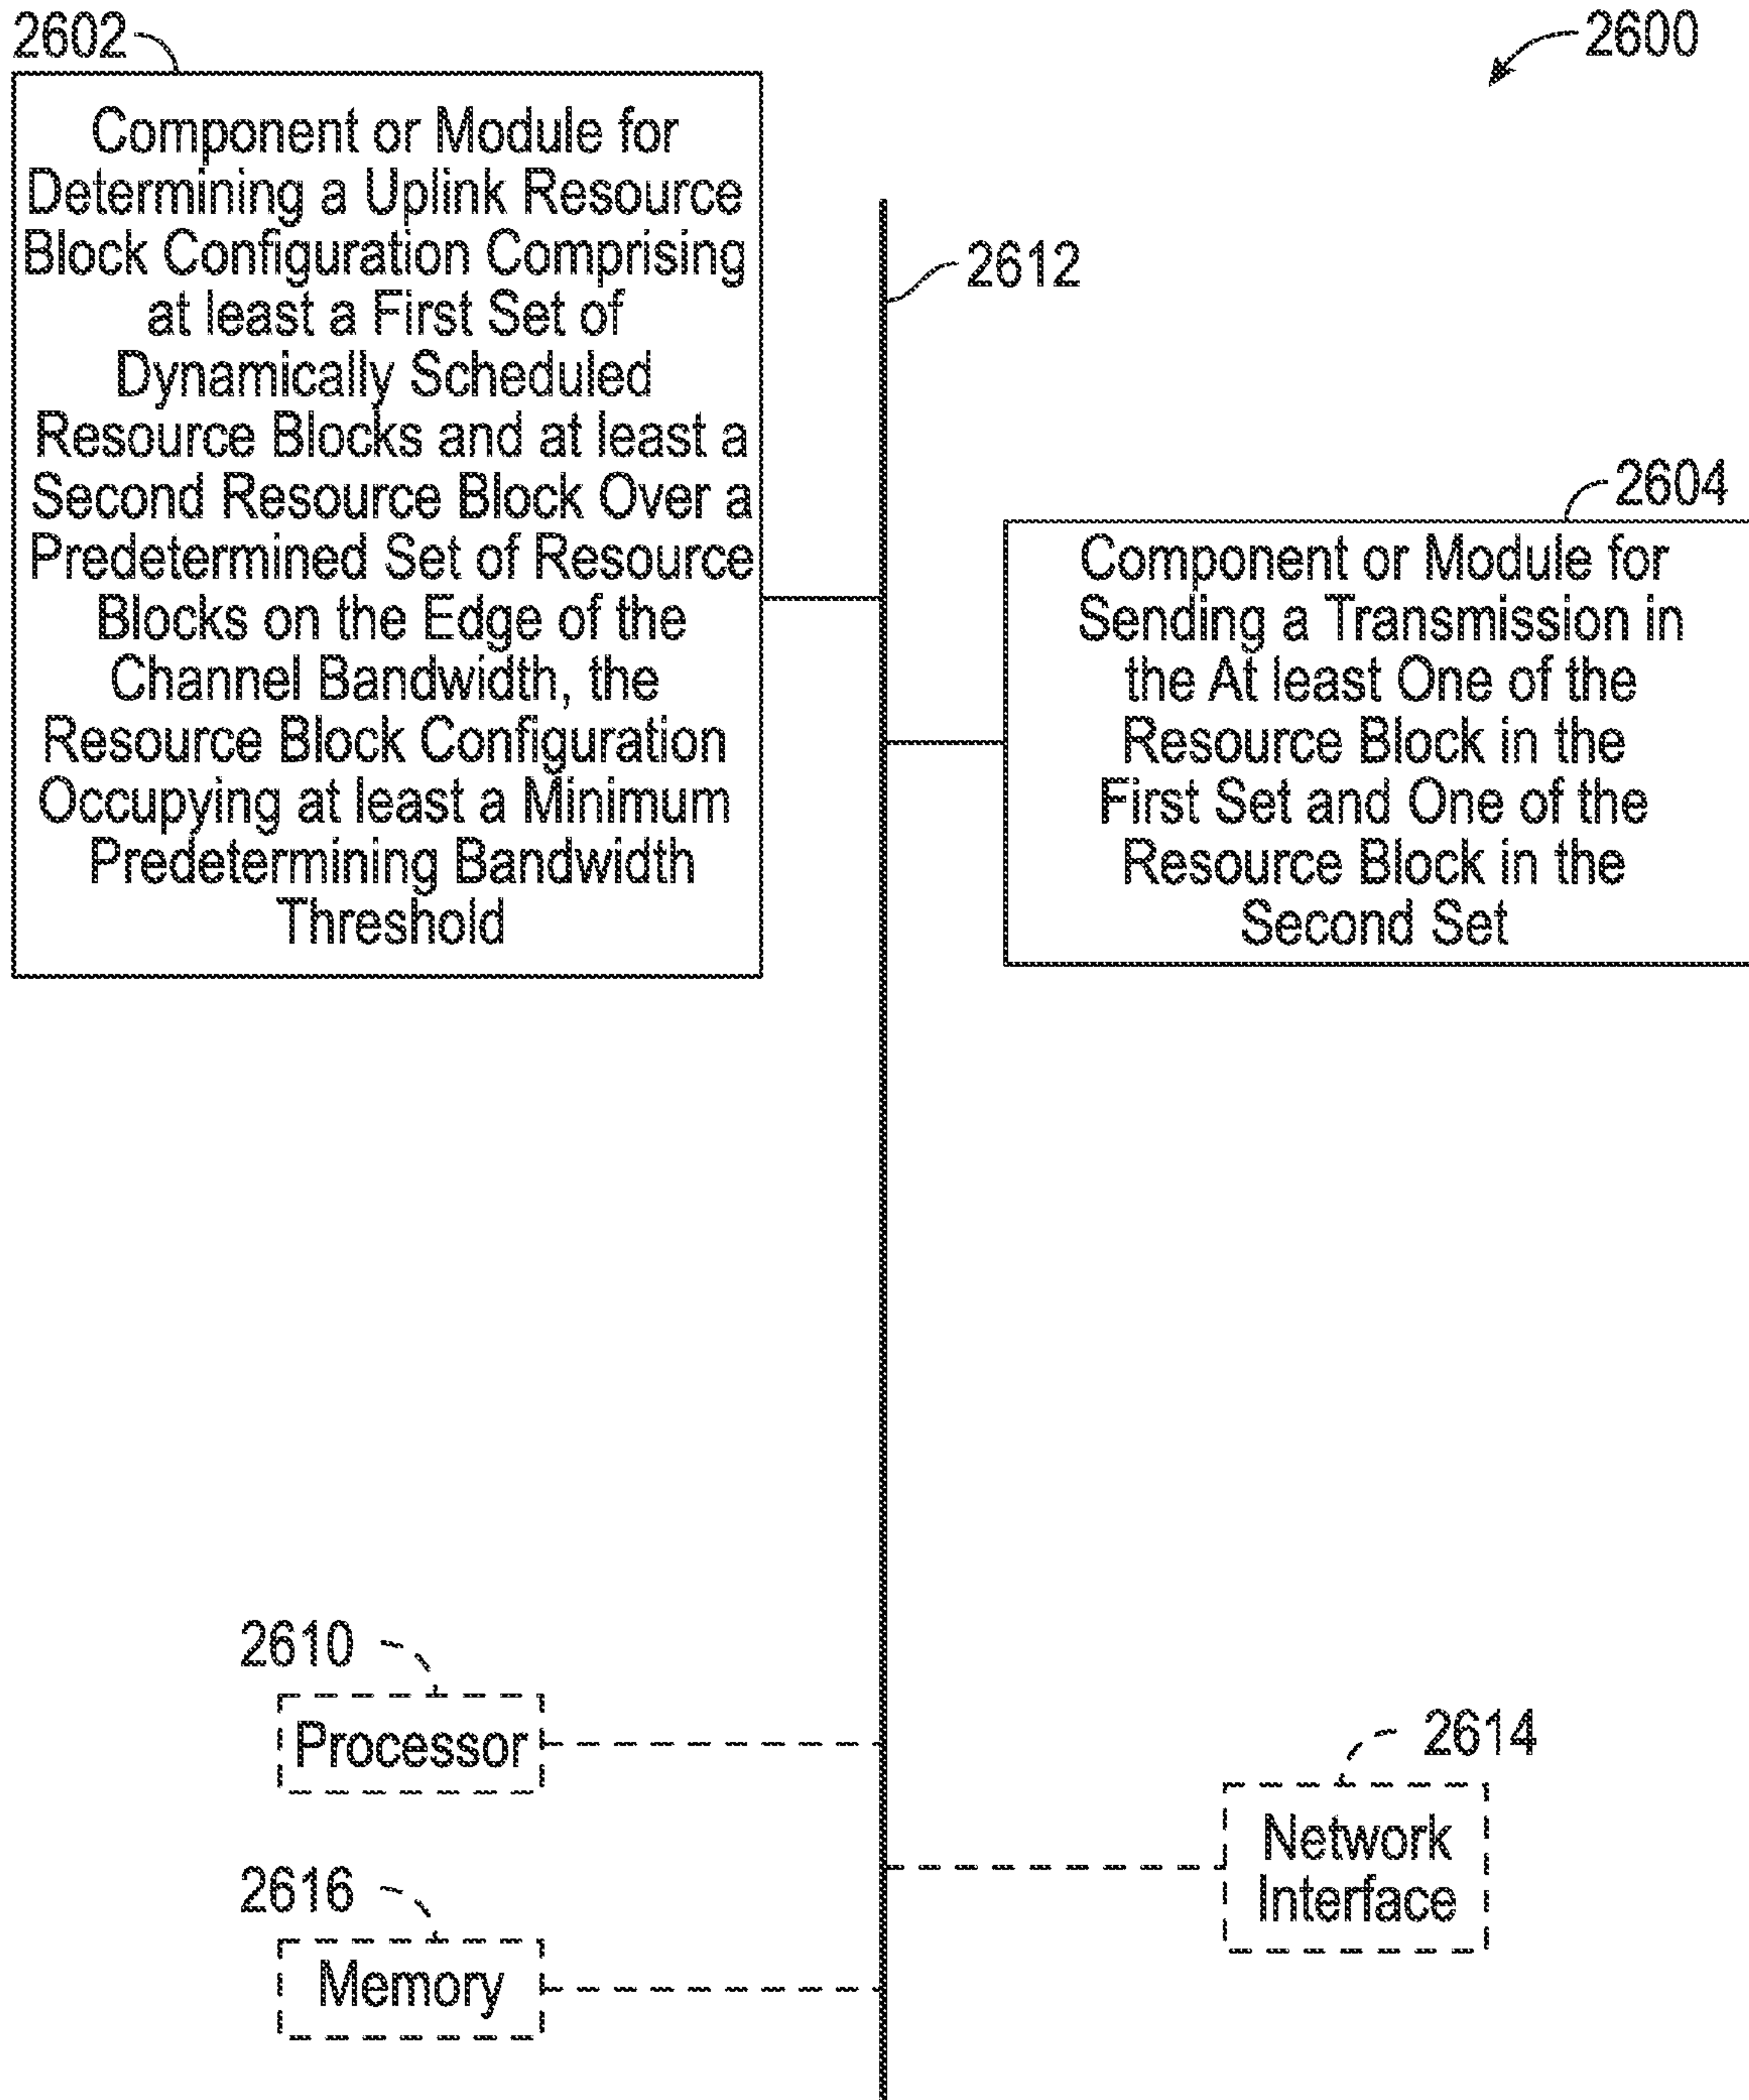 2602
2600
Component or Module for
Determining a Uplink Resource
Block Configuration Comprising
at least a First Set of
Dynamically Scheduled
Resource Blocks and at least a
Second Resource Block Over a
Predetermined Set of Resource
Blocks on the Edge of the
Channel Bandwidth, the
Resource Block Configuration
Occupying at least a Minimum
Predetermining Bandwidth
Threshold
2612
2604
Component or Module for
Sending a Transmission in
the At least One of the
Resource Block in the
First Set and One of the
Resource Block in the
Second Set
2610
Processor
2614
Network
Interface
2616
Memory